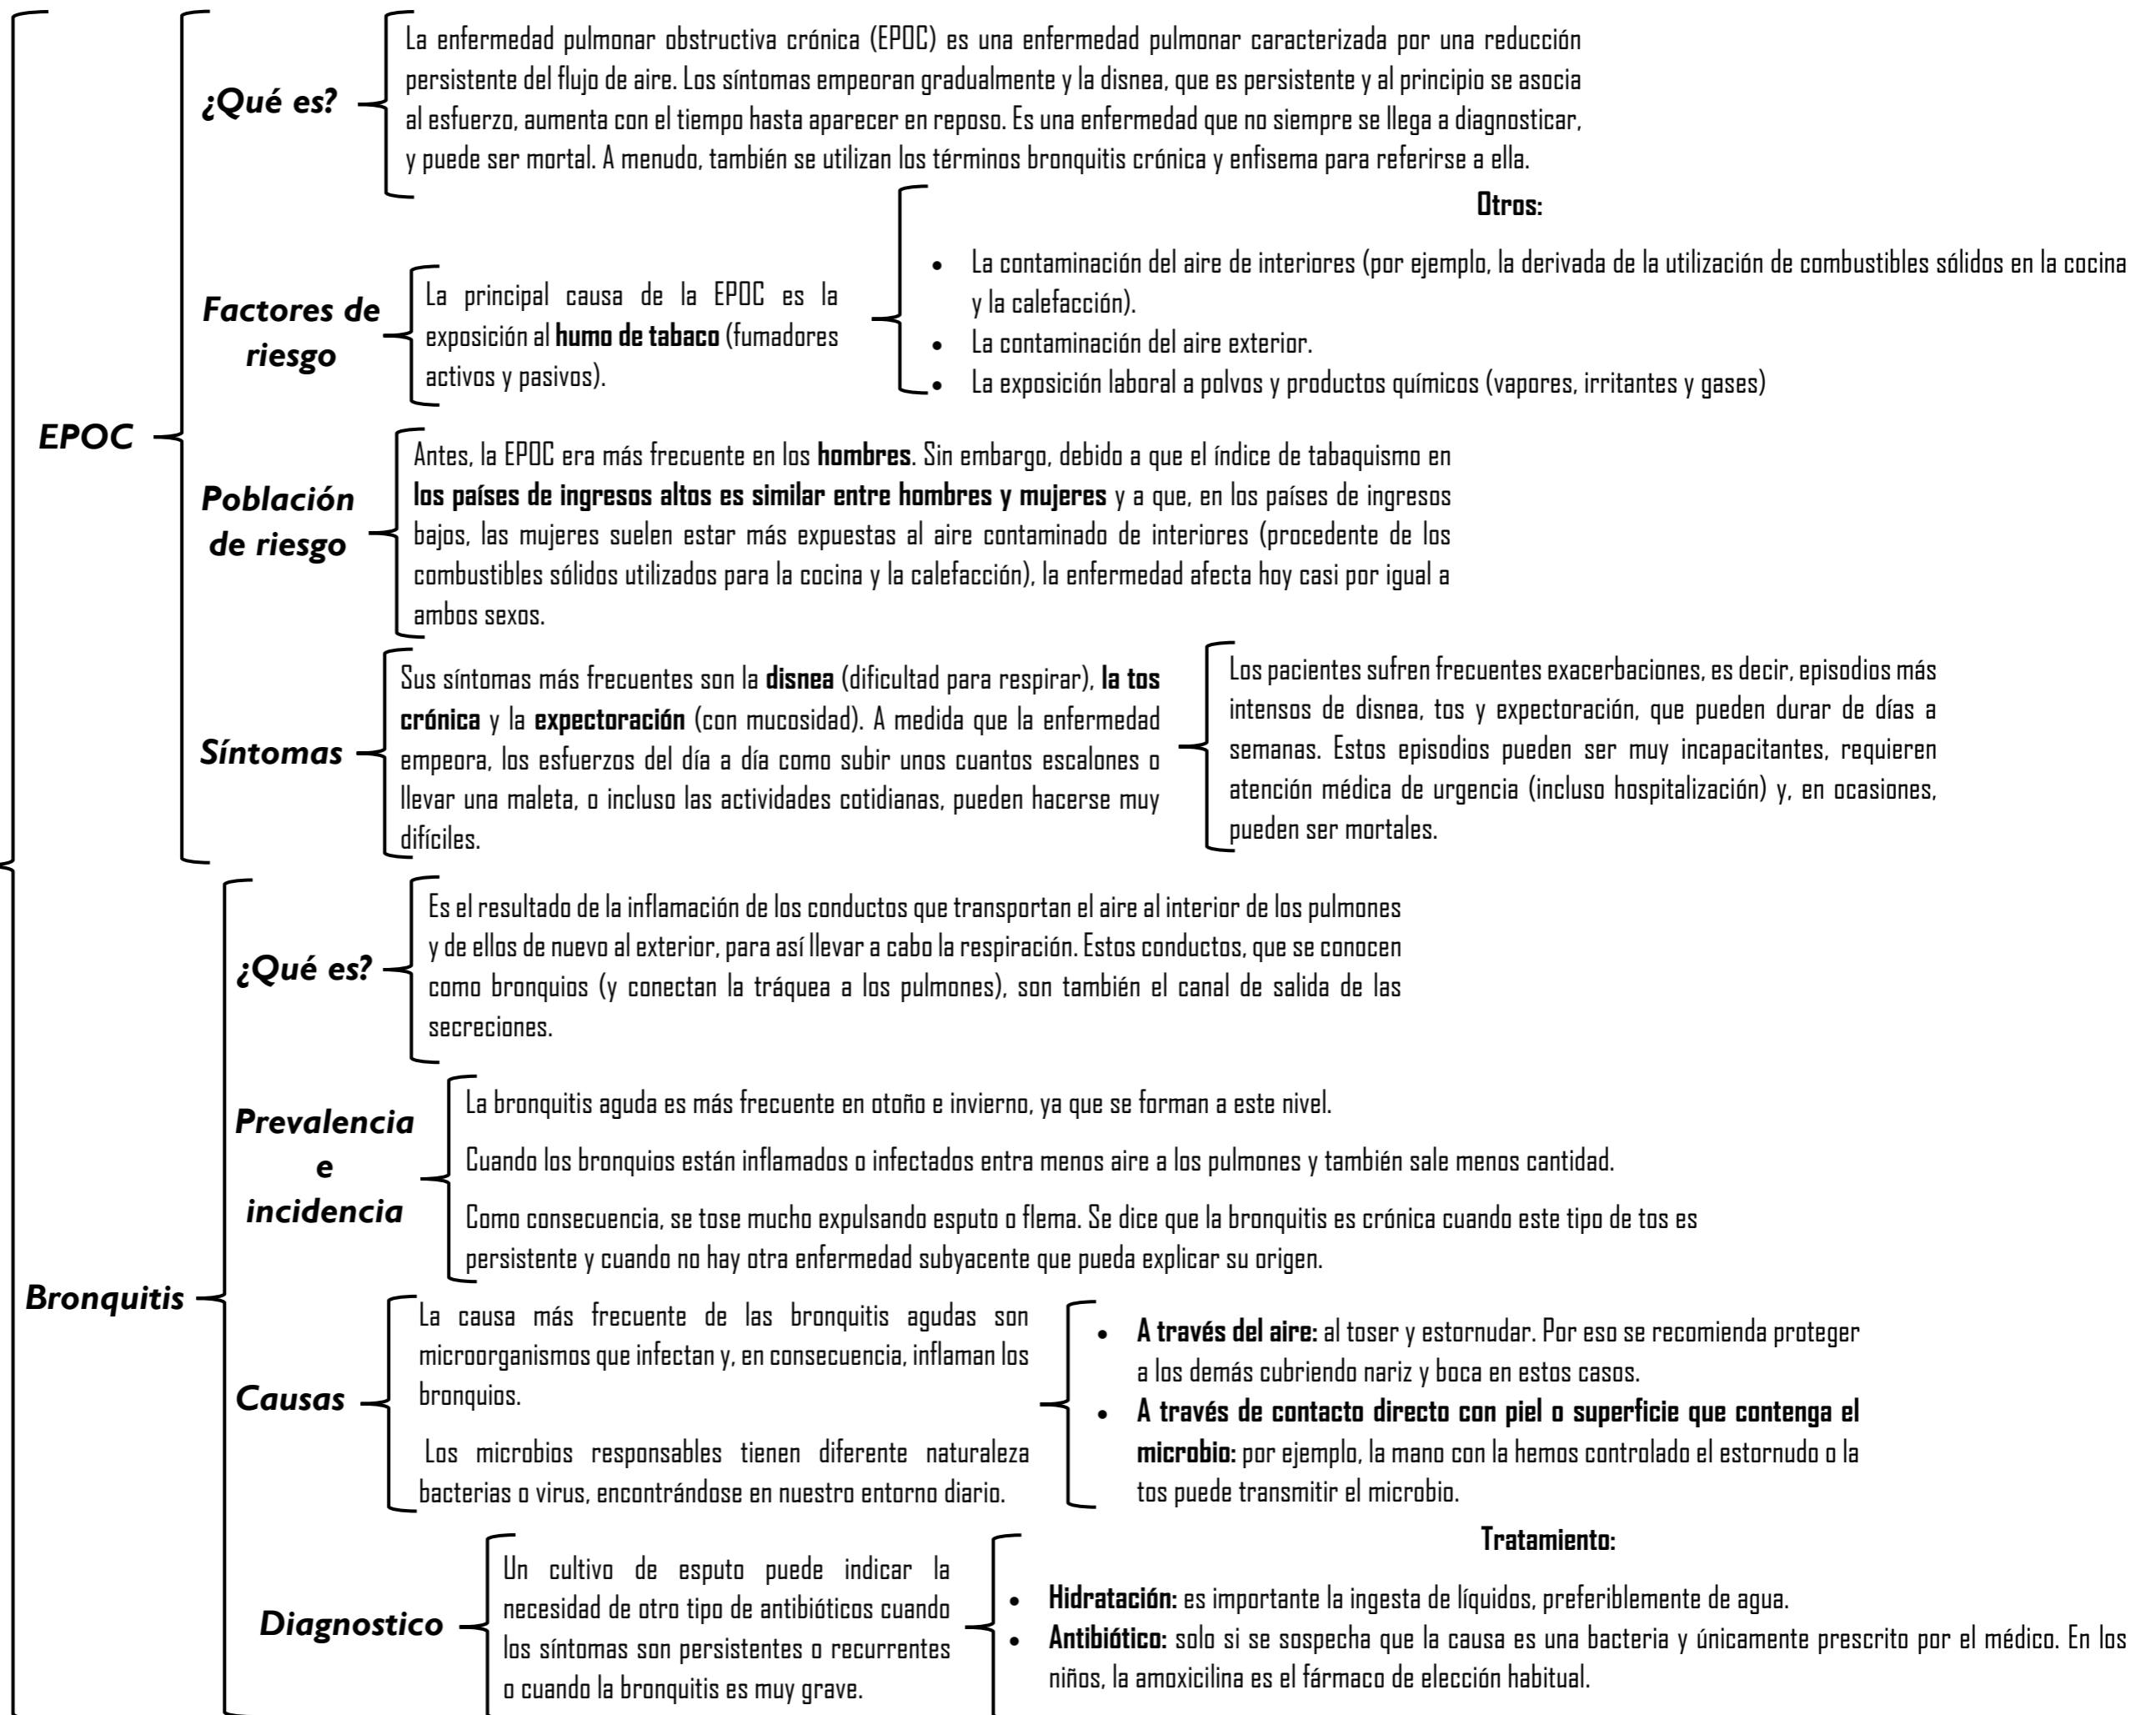 EPOC
¿Qué es?
La enfermedad pulmonar obstructiva crónica (EPOC) es una enfermedad pulmonar caracterizada por una reducción
persistente del flujo de aire. Los síntomas empeoran gradualmente y la disnea, que es persistente y al principio se asocia
al esfuerzo, aumenta con el tiempo hasta aparecer en reposo. Es una enfermedad que no siempre se llega a diagnosticar,
y puede ser mortal. A menudo, también se utilizan los términos bronquitis crónica y enfisema para referirse a ella.
Factores de
riesgo
La principal causa de la EPOC es la
exposición al humo de tabaco (fumadores
activos y pasivos).
Otros:
• La contaminación del aire de interiores (por ejemplo, la derivada de la utilización de combustibles sólidos en la cocina
y la calefacción).
• La contaminación del aire exterior.
• La exposición laboral a polvos y productos químicos (vapores, irritantes y gases)
Población
de riesgo
Antes, la EPOC era más frecuente en los hombres. Sin embargo, debido a que el índice de tabaquismo en
los países de ingresos altos es similar entre hombres y mujeres y a que, en los países de ingresos
bajos, las mujeres suelen estar más expuestas al aire contaminado de interiores (procedente de los
combustibles sólidos utilizados para la cocina y la calefacción), la enfermedad afecta hoy casi por igual a
ambos sexos.
Síntomas
Sus síntomas más frecuentes son la disnea (dificultad para respirar), la tos
crónica y la expectoración (con mucosidad). A medida que la enfermedad
empeora, los esfuerzos del día a día como subir unos cuantos escalones o
llevar una maleta, o incluso las actividades cotidianas, pueden hacerse muy
difíciles.
Los pacientes sufren frecuentes exacerbaciones, es decir, episodios más
intensos de disnea, tos y expectoración, que pueden durar de días a
semanas. Estos episodios pueden ser muy incapacitantes, requieren
atención médica de urgencia (incluso hospitalización) y, en ocasiones,
pueden ser mortales.
Bronquitis
¿Qué es?
Es el resultado de la inflamación de los conductos que transportan el aire al interior de los pulmones
y de ellos de nuevo al exterior, para así llevar a cabo la respiración. Estos conductos, que se conocen
como bronquios (y conectan la tráquea a los pulmones), son también el canal de salida de las
secreciones.
Prevalencia
e
incidencia
La bronquitis aguda es más frecuente en otoño e invierno, ya que se forman a este nivel.
Cuando los bronquios están inflamados o infectados entra menos aire a los pulmones y también sale menos cantidad.
Como consecuencia, se tose mucho expulsando esputo o flema. Se dice que la bronquitis es crónica cuando este tipo de tos es
persistente y cuando no hay otra enfermedad subyacente que pueda explicar su origen.
Causas
La causa más frecuente de las bronquitis agudas son
microorganismos que infectan y, en consecuencia, inflaman los
bronquios.
Los microbios responsables tienen diferente naturaleza
bacterias o virus, encontrándose en nuestro entorno diario.
• A través del aire: al toser y estornudar. Por eso se recomienda proteger
a los demás cubriendo nariz y boca en estos casos.
• A través de contacto directo con piel o superficie que contenga el
microbio: por ejemplo, la mano con la hemos controlado el estornudo o la
tos puede transmitir el microbio.
Diagnostico
Un cultivo de esputo puede indicar la
necesidad de otro tipo de antibióticos cuando
los síntomas son persistentes o recurrentes
o cuando la bronquitis es muy grave.
Tratamiento:
• Hidratación: es importante la ingesta de líquidos, preferiblemente de agua.
• Antibiótico: solo si se sospecha que la causa es una bacteria y únicamente prescrito por el médico. En los
niños, la amoxicilina es el fármaco de elección habitual.